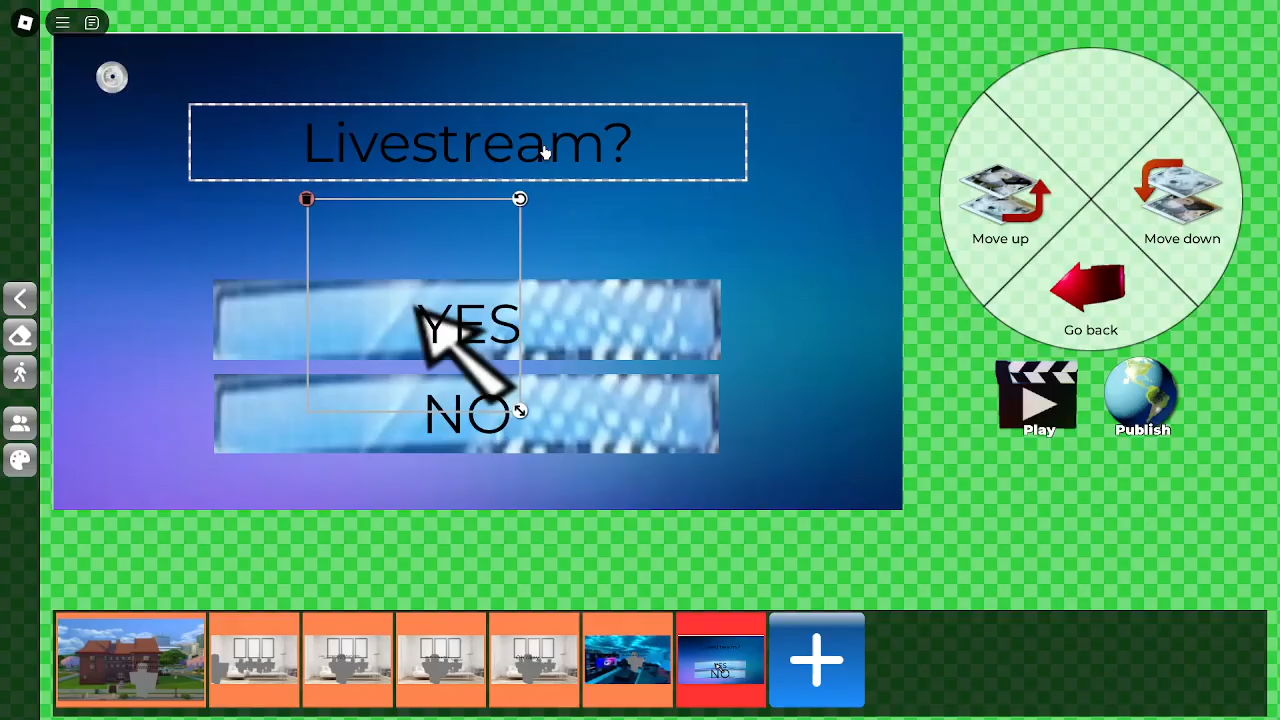 Livestream?
YES
NO
Move up
Move down
Go back
Play
Publish